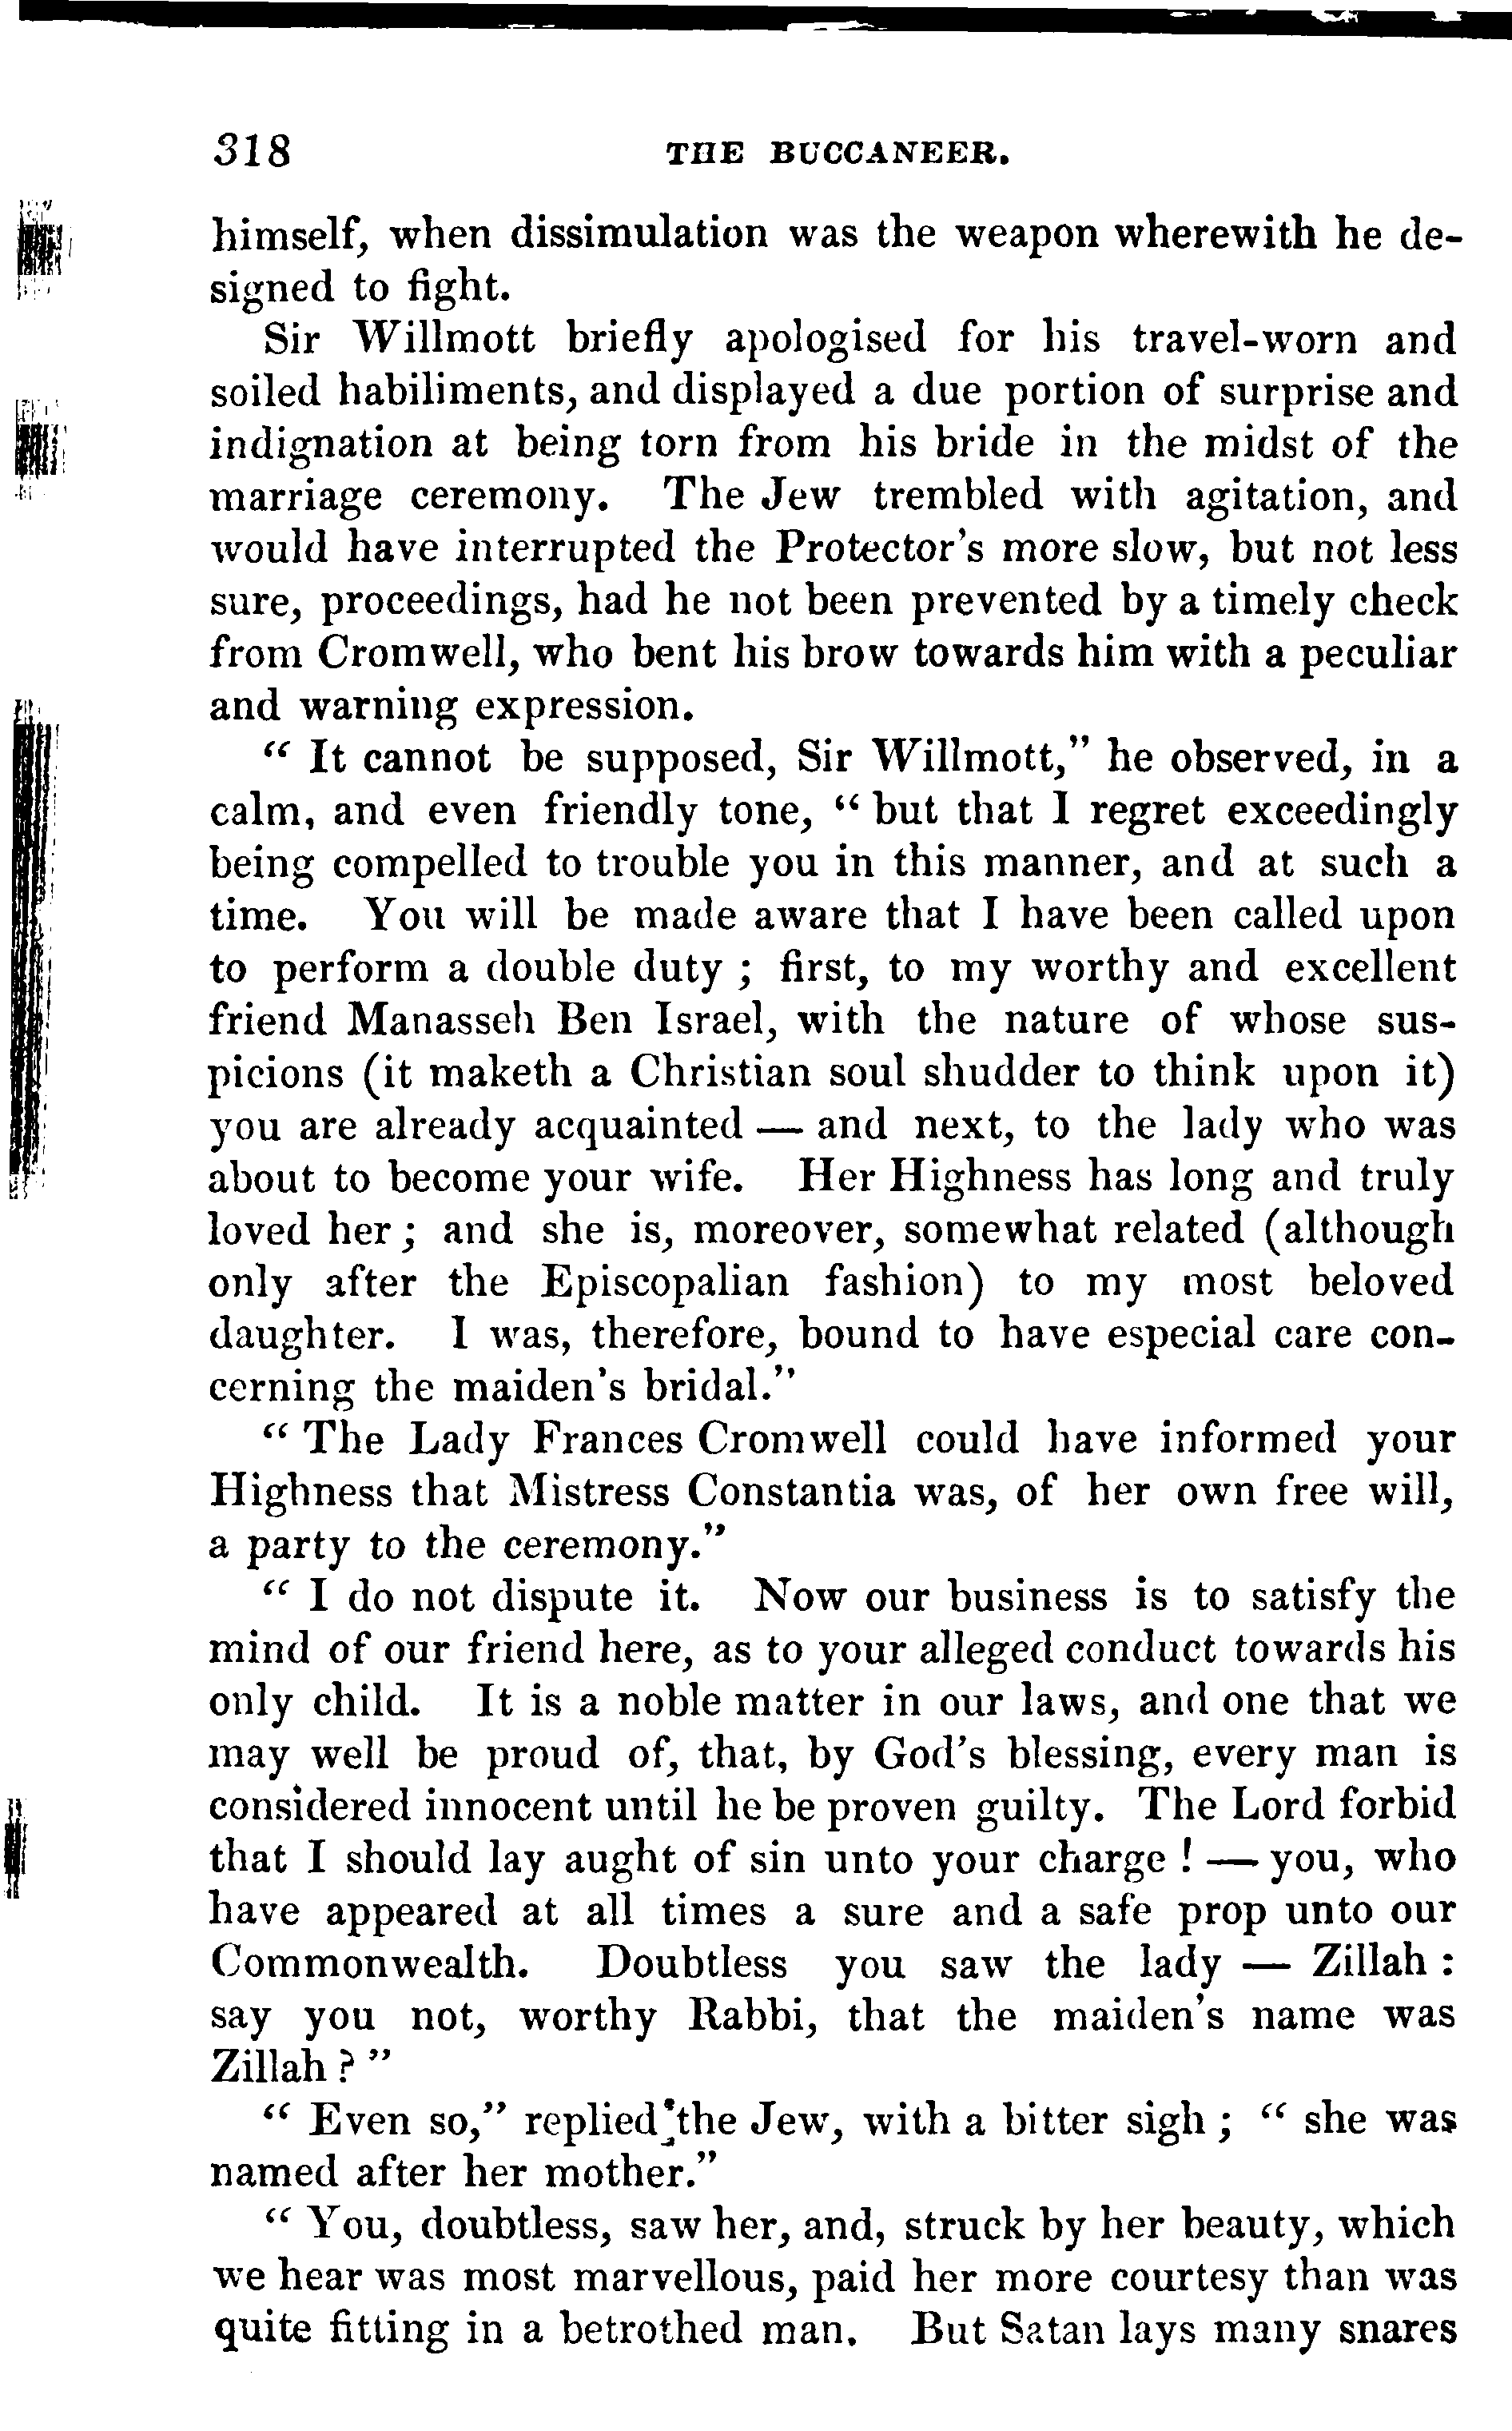 318 THE BUCCANEER.
himself, when dissimulation was the weapon wherewith he de-
signed to fight.
Sir Willmott briefly apologised for his travel-worn and
soiled habiliments, and displayed a due portion of surprise and
indignation at being torn from his bride in the midst of the
marriage ceremony. The Jew trembled with agitation, and
would have interrupted the Protector's more slow, but not less
sure, proceedings, had he not been prevented by a timely check
from Cromwell, who bent his brow towards him with a peculiar
and warning expression.
" It cannot be supposed, Sir Willmott," he observed, in a
calm, and even friendly tone, " but that I regret exceedingly
being compelled to trouble you in this manner, and at such a
time. You will be made aware that I have been called upon
to perform a double duty ; first, to my worthy and excellent
friend Manasseh Ben Israel, with the nature of whose sus-
picions (it maketh a Christian soul shudder to think upon it)
you are already acquainted — and next, to the lady who was
about to become your wife. Her Highness has long and truly
loved her ; and she is, moreover, somewhat related (although
only after the Episcopalian fashion) to my most beloved
daughter. I was, therefore, bound to have especial care con-
cerning the maiden's bridal."
" The Lady Frances Cromwell could have informed your
Highness that Mistress Constantia was, of her own free will,
a party to the ceremony."
" I do not dispute it. Now our business is to satisfy the
mind of our friend here, as to your alleged conduct towards his
only child. It is a noble matter in our laws, and one that we
may well be proud of, that, by God's blessing, every man is
considered innocent until he be proven guilty. The Lord forbid
that I should lay aught of sin unto your charge ! — you, who
have appeared at all times a sure and a safe prop unto our
Commonwealth. Doubtless you saw the lady — Zillah :
say you not, worthy Rabbi, that the maiden's name was
Zillah ? "
" Even so," replied the Jew, with a bitter sigh ; " she was
named after her mother."
" You, doubtless, saw her, and, struck by her beauty, which
we hear was most marvellous, paid her more courtesy than was
quite fitting in a betrothed man. But Satan lays many snares